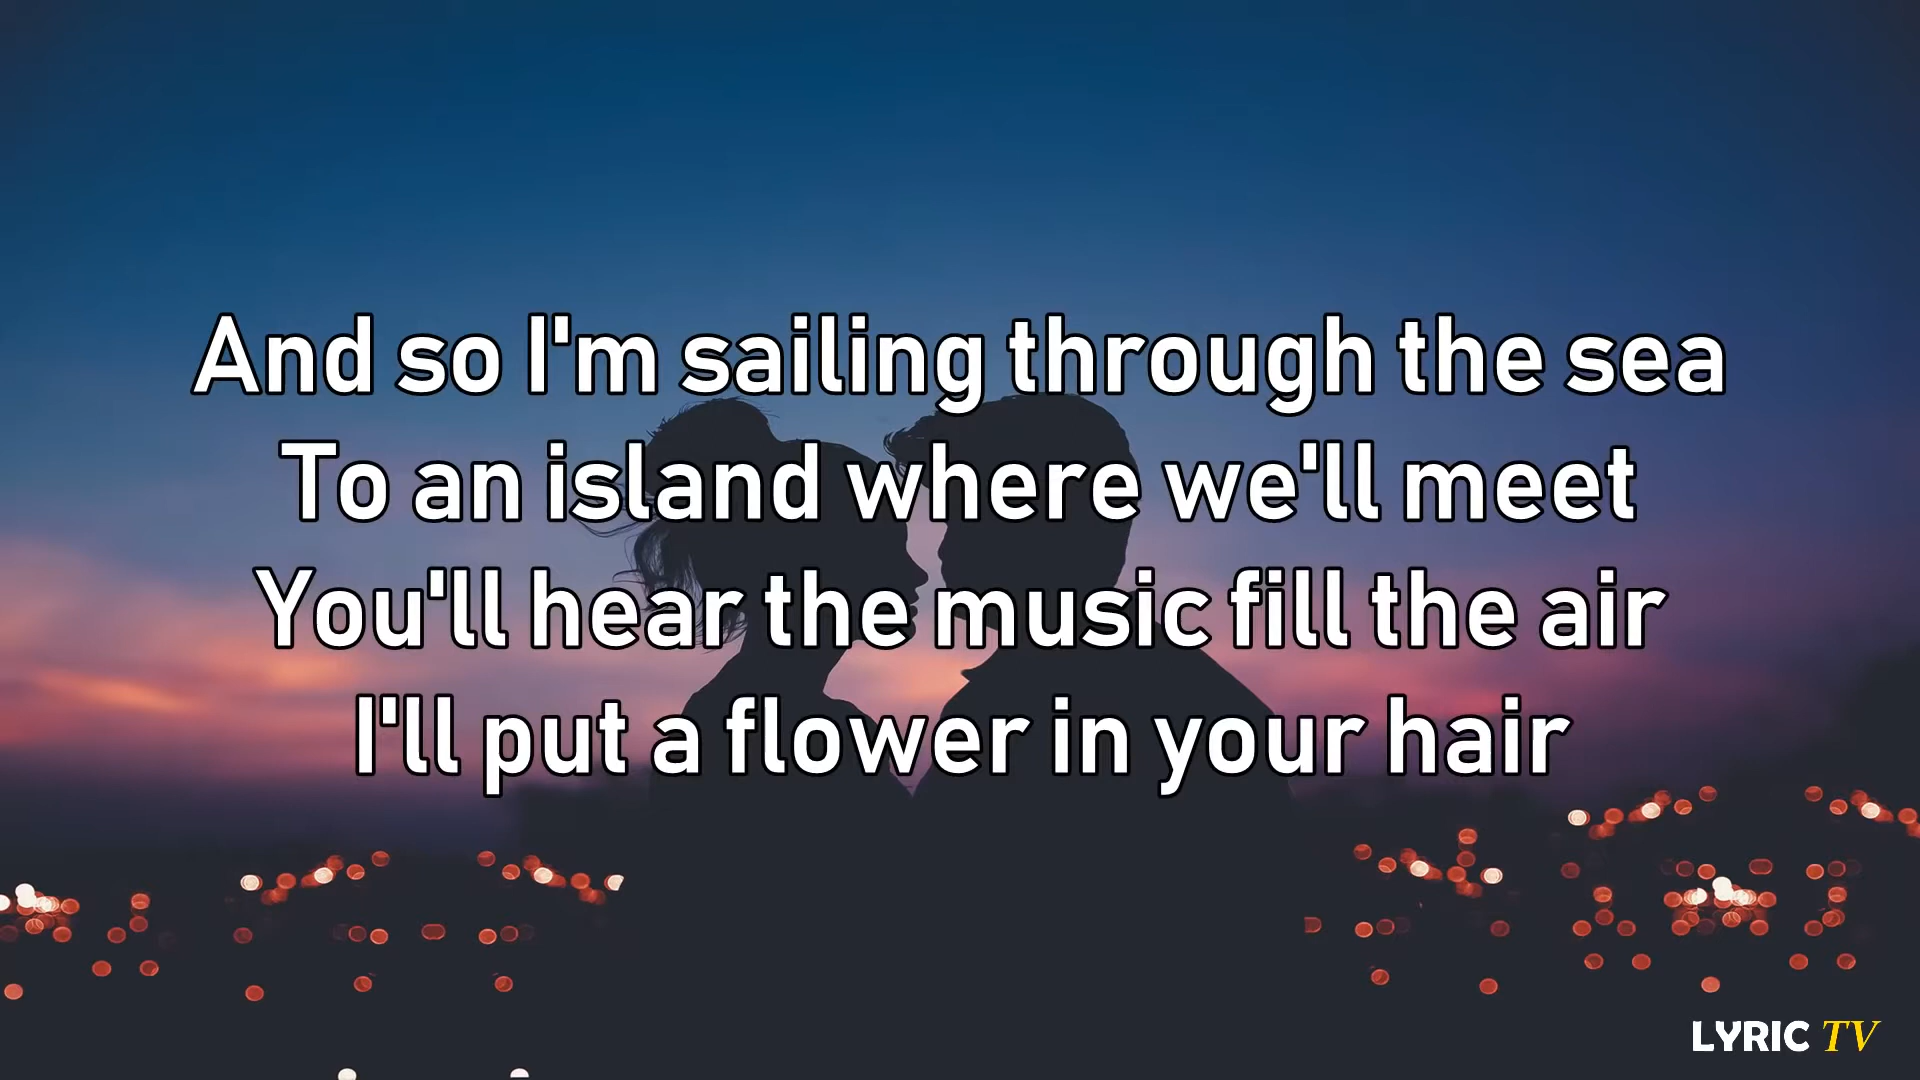 And so I'm sailing through the sea
To an island where we'll meet
You'll hear the music fill the air
I'll put a flower in your hair
LYRIC TV